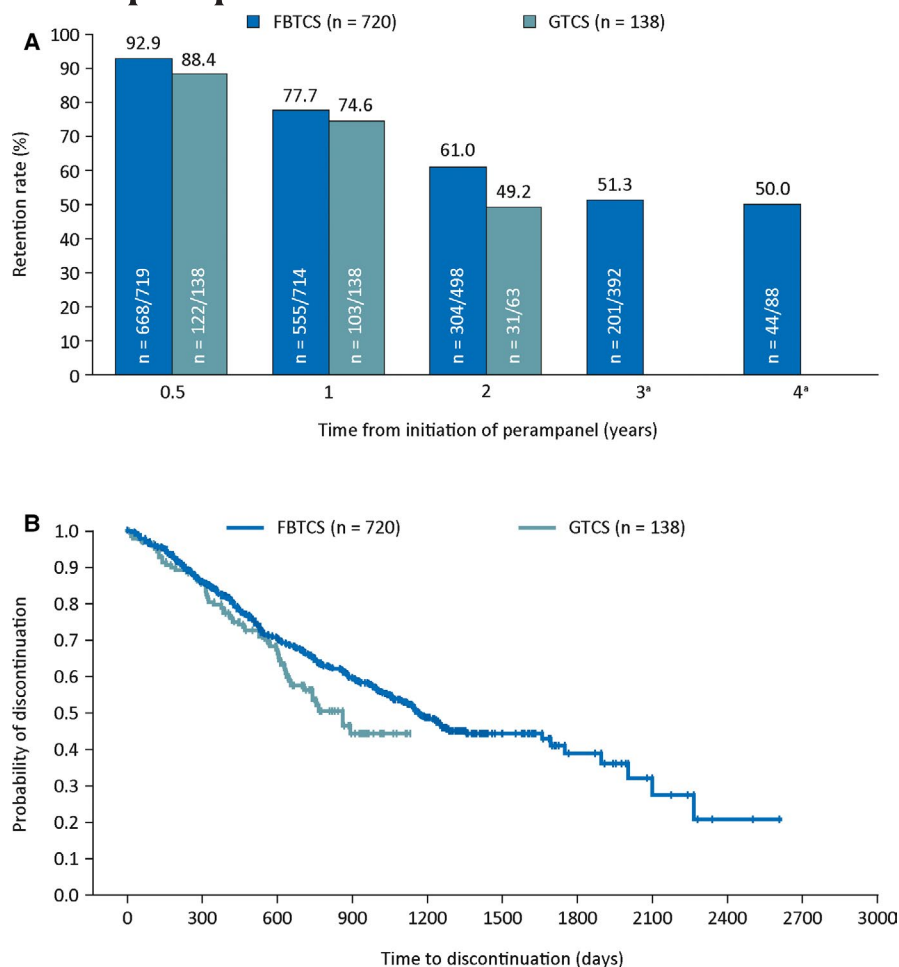 FBTCS (n = 720) GTCS (n = 138)
A
100
90
80
70
60
50
40
30
20
10
0
Retention rate (%)
92.9
88.4
77.7
74.6
61.0
49.2
51.3
50.0
n = 668/719
n = 122/138
n = 555/714
n = 103/138
n = 304/498
n = 31/63
n = 201/392
n = 44/88
0.5 1 2 3ᵃ 4ᵃ
Time from initiation of perampanel (years)
B
FBTCS (n = 720) GTCS (n = 138)
1.0
0.9
0.8
0.7
0.6
0.5
0.4
0.3
0.2
0.1
0.0
Probability of discontinuation
0 300 600 900 1200 1500 1800 2100 2400 2700 3000
Time to discontinuation (days)